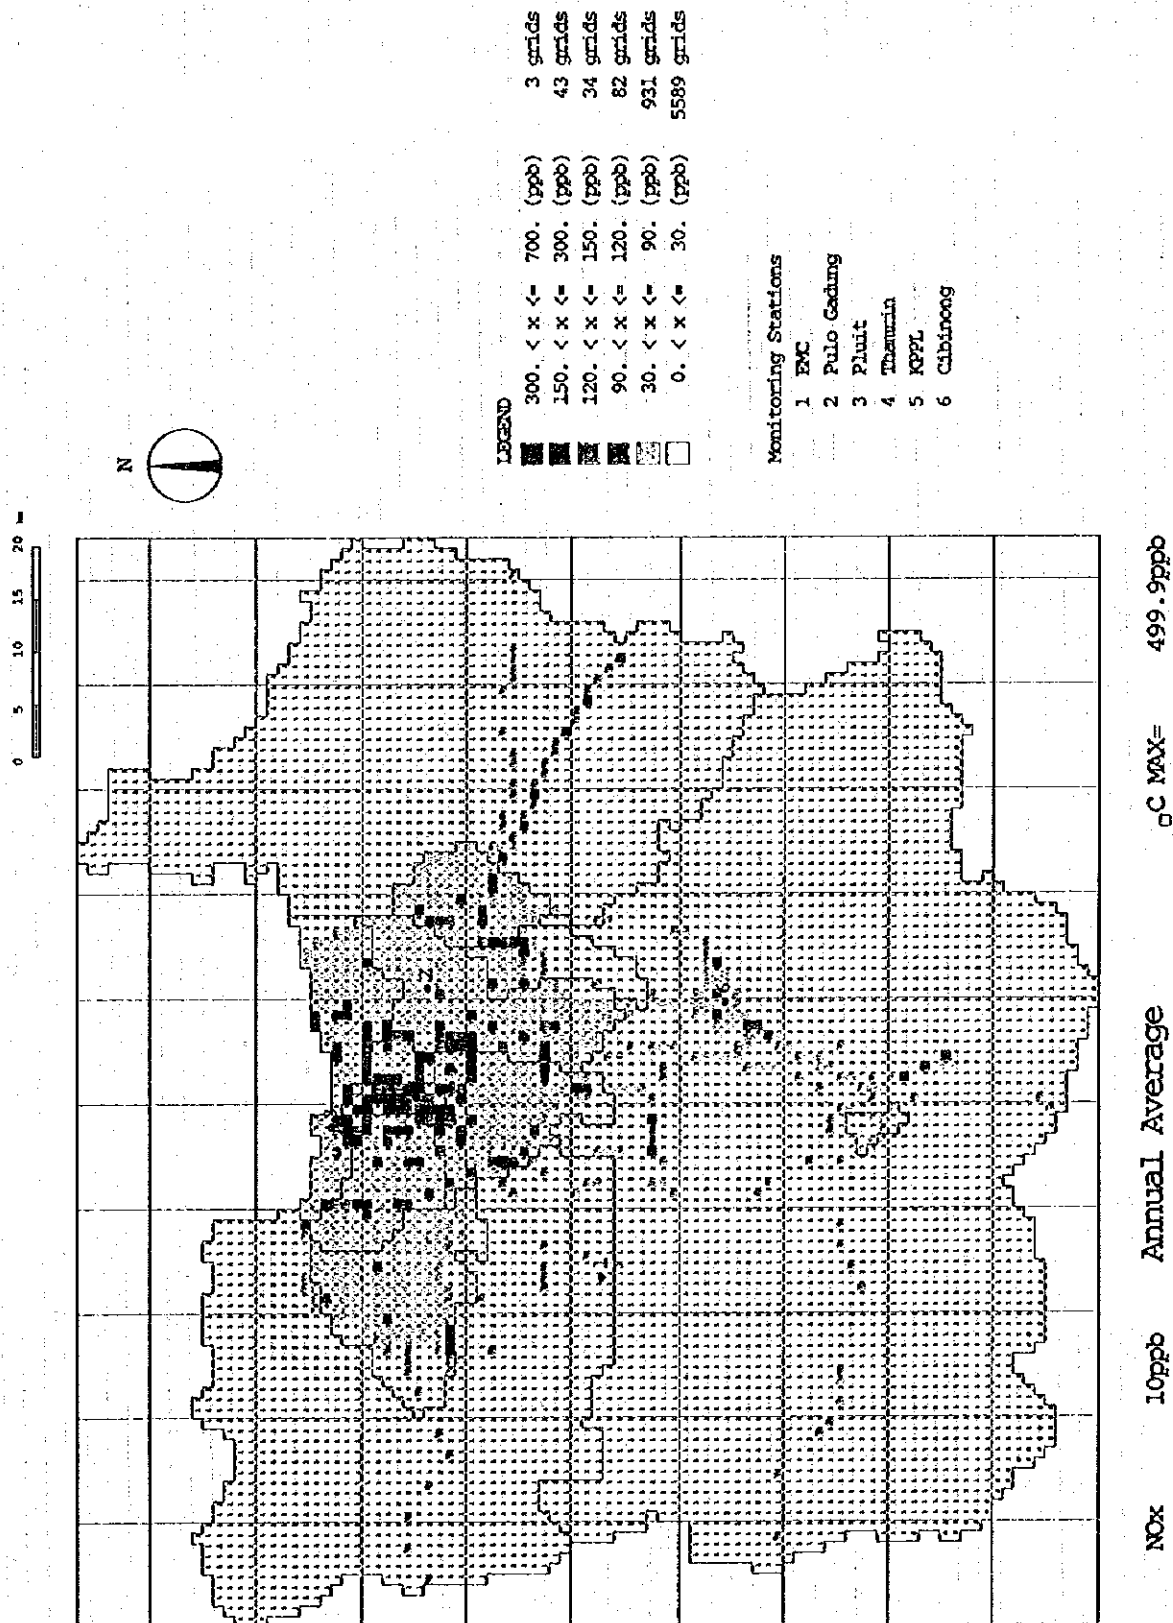 0 5 10 15 20
N
LEGEND
300. < x <= 700. (ppb) 3 grids
150. < x <= 300. (ppb) 43 grids
120. < x <= 150. (ppb) 34 grids
90. < x <= 120. (ppb) 82 grids
30. < x <= 90. (ppb) 931 grids
0. < x <= 30. (ppb) 5589 grids
Monitoring Stations
1 EMC
2 Pulo Gadung
3 Pluit
4 Thamrin
5 KPPL
6 Cibinong
2
NOx 10ppb Annual Average □C MAX= 499.9ppb